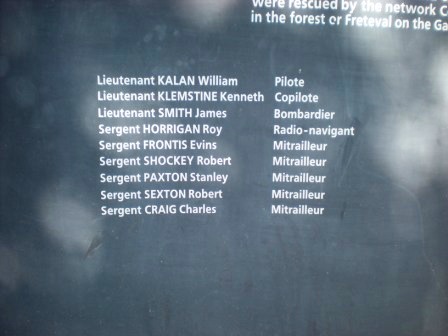 were rescued by the network C
in the forest or Freteval on the Ga
Lieutenant KALAN William Pilote
Lieutenant KLEMSTINE Kenneth Copilote
Lieutenant SMITH James Bombardier
Sergent HORRIGAN Roy Radio-navigant
Sergent FRONTIS Evins Mitrailleur
Sergent SHOCKEY Robert Mitrailleur
Sergent PAXTON Stanley Mitrailleur
Sergent SEXTON Robert Mitrailleur
Sergent CRAIG Charles Mitrailleur